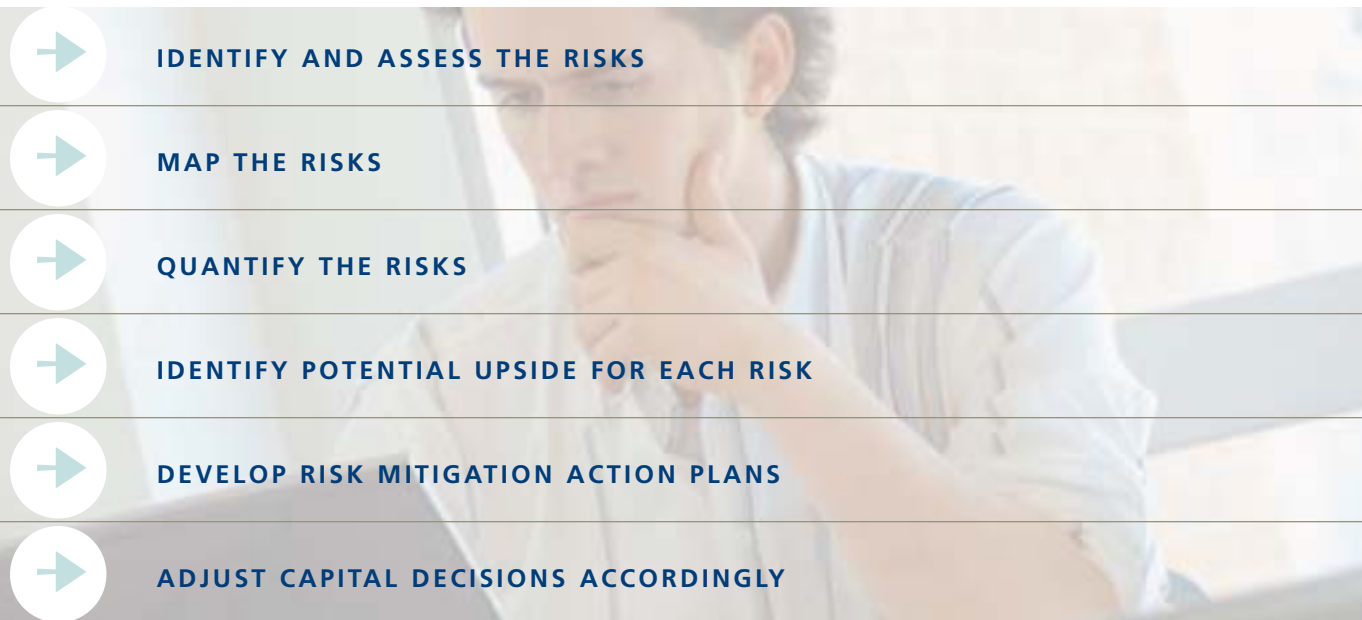 IDENTIFY AND ASSESS THE RISKS
MAP THE RISKS
QUANTIFY THE RISKS
IDENTIFY POTENTIAL UPSIDE FOR EACH RISK
DEVELOP RISK MITIGATION ACTION PLANS
ADJUST CAPITAL DECISIONS ACCORDINGLY